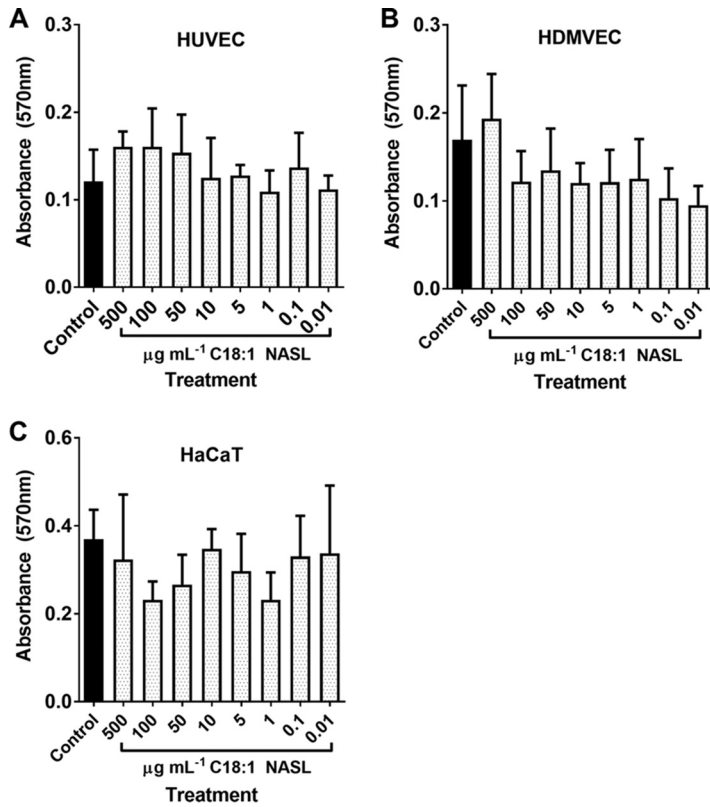 A
HUVEC
Absorbance (570nm)
0.3
0.2
0.1
0.0
Control
500
100
50
10
5
1
0.1
0.01
μg mL⁻¹ C18:1 NASL
Treatment
B
HDMVEC
Absorbance (570nm)
0.3
0.2
0.1
0.0
Control
500
100
50
10
5
1
0.1
0.01
μg mL⁻¹ C18:1 NASL
Treatment
C
HaCaT
Absorbance (570nm)
0.6
0.4
0.2
0.0
Control
500
100
50
10
5
1
0.1
0.01
μg mL⁻¹ C18:1 NASL
Treatment